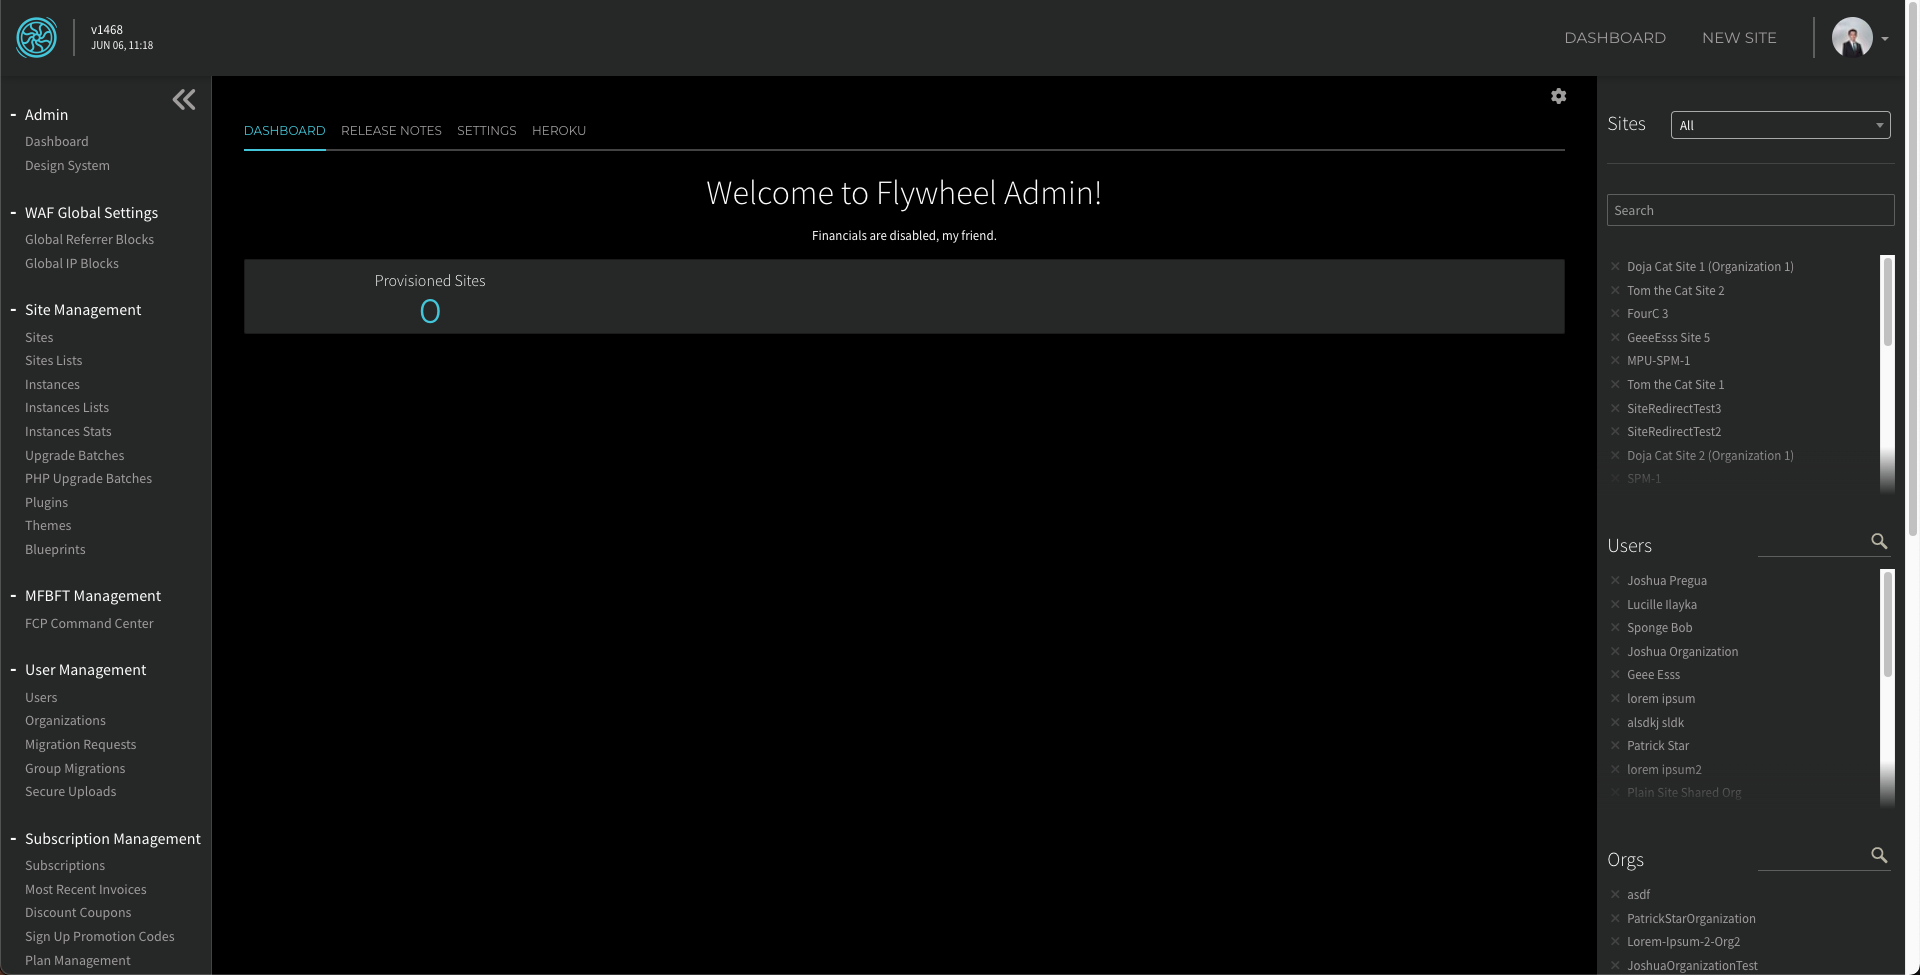 v1468
JUN 06, 11:18
DASHBOARD
NEW SITE
- Admin
Dashboard
Design System
- WAF Global Settings
Global Referrer Blocks
Global IP Blocks
- Site Management
Sites
Sites Lists
Instances
Instances Lists
Instances Stats
Upgrade Batches
PHP Upgrade Batches
Plugins
Themes
Blueprints
- MFBFT Management
FCP Command Center
- User Management
Users
Organizations
Migration Requests
Group Migrations
Secure Uploads
- Subscription Management
Subscriptions
Most Recent Invoices
Discount Coupons
Sign Up Promotion Codes
Plan Management
DASHBOARD RELEASE NOTES SETTINGS HEROKU
Welcome to Flywheel Admin!
Financials are disabled, my friend.
Provisioned Sites
0
Sites
All
Search
Doja Cat Site 1 (Organization 1)
Tom the Cat Site 2
FourC 3
GeeeEsss Site 5
MPU-SPM-1
Tom the Cat Site 1
SiteRedirectTest3
SiteRedirectTest2
Doja Cat Site 2 (Organization 1)
SPM-1
Users
Joshua Pregua
Lucille Ilayka
Sponge Bob
Joshua Organization
Geee Esss
lorem ipsum
alsdkj sldk
Patrick Star
lorem ipsum2
Plain Site Shared Org
Orgs
asdf
PatrickStarOrganization
Lorem-Ipsum-2-Org2
JoshuaOrganizationTest